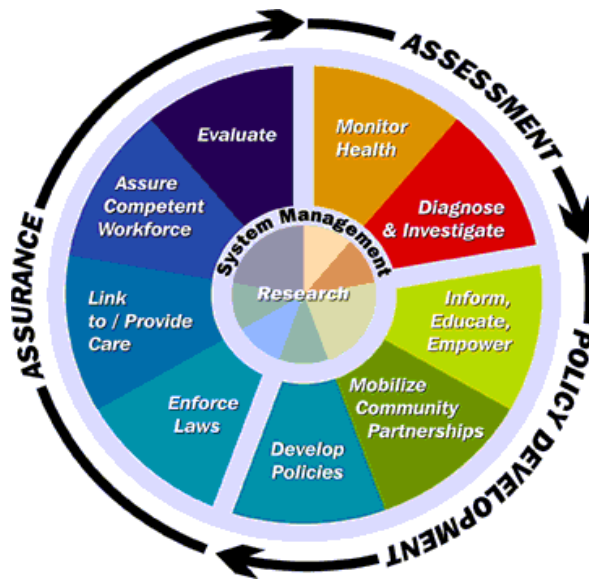 ASSESSMENT
Monitor
Health
Diagnose
& Investigate
Inform,
Educate,
Empower
POLICY DEVELOPMENT
Mobilize
Community
Partnerships
Develop
Policies
Enforce
Laws
Link
to / Provide
Care
Assure
Competent
Workforce
Evaluate
ASSURANCE
System Management
Research